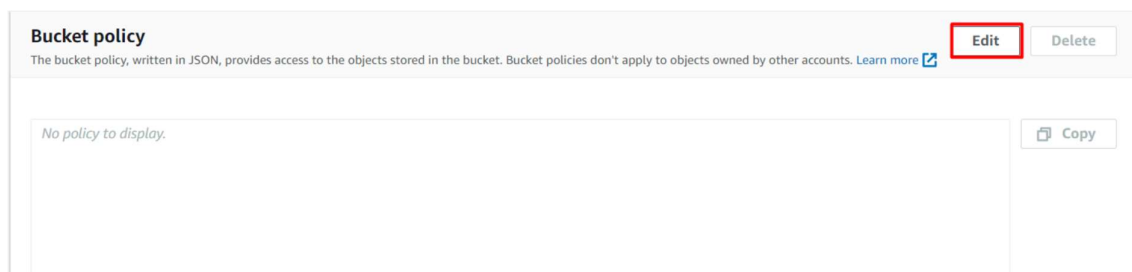 Bucket policy
Edit
Delete
The bucket policy, written in JSON, provides access to the objects stored in the bucket. Bucket policies don't apply to objects owned by other accounts. Learn more
No policy to display.
Copy